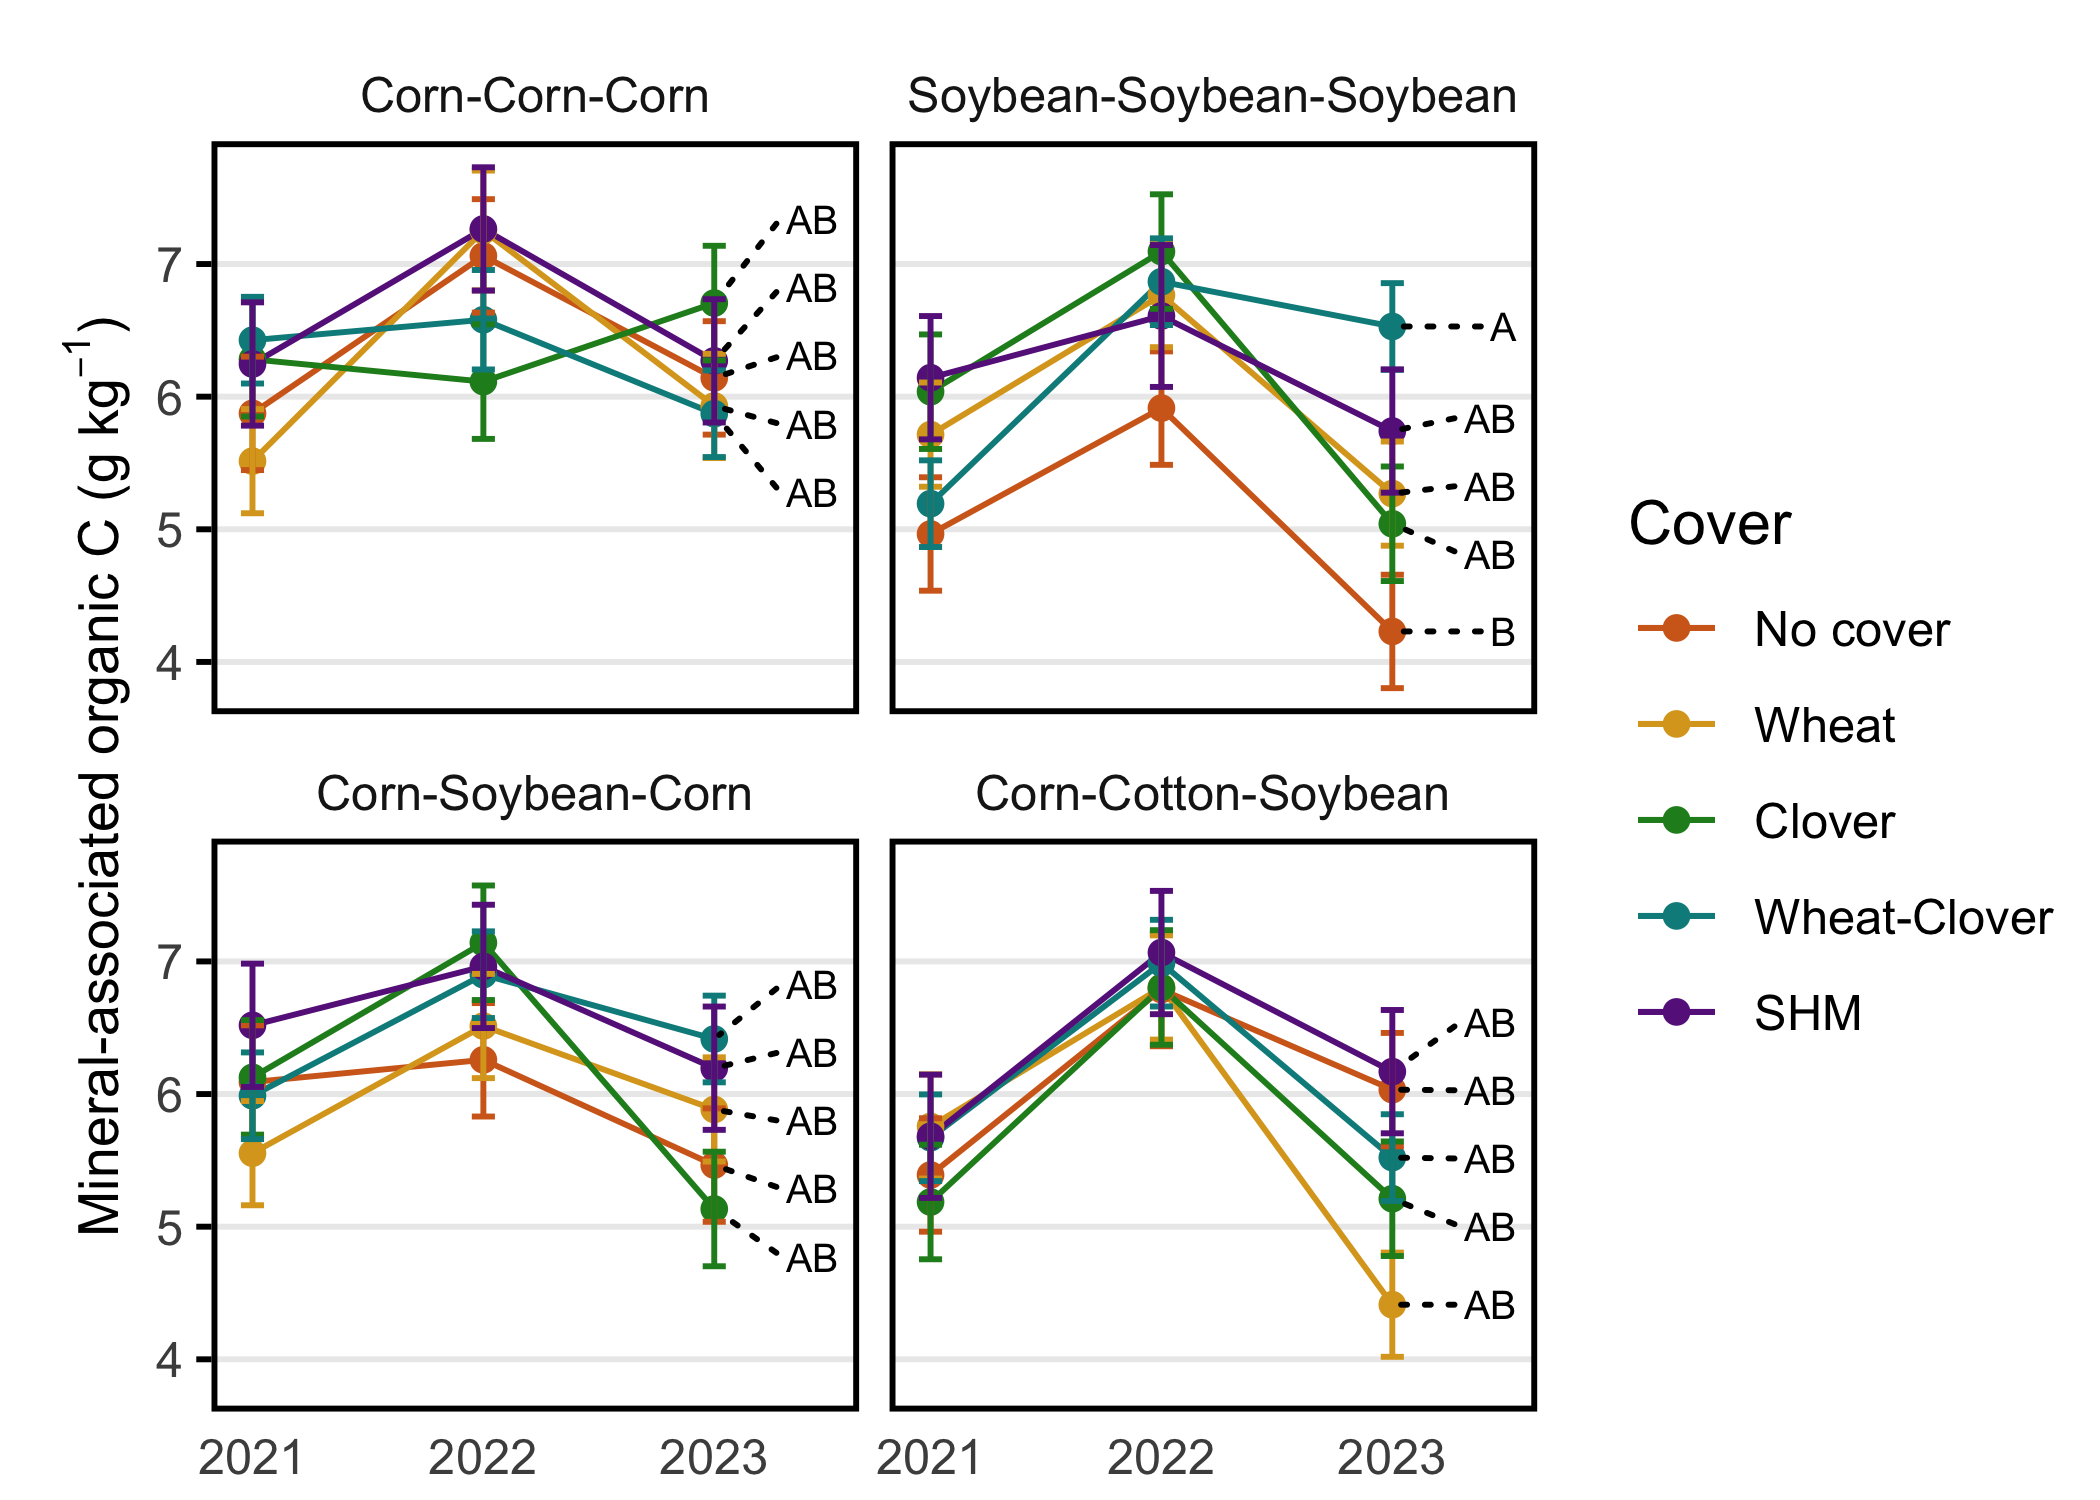 Corn-Corn-Corn
Soybean-Soybean-Soybean
Mineral-associated organic C (g kg⁻¹)
7
6
5
4
AB
AB
AB
AB
AB
A
AB
AB
AB
B
Corn-Soybean-Corn
Corn-Cotton-Soybean
7
6
5
4
AB
AB
AB
AB
AB
AB
AB
AB
AB
AB
2021 2022 2023
2021 2022 2023
Cover
No cover
Wheat
Clover
Wheat-Clover
SHM